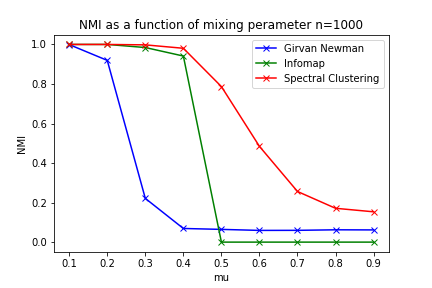 NMI as a function of mixing perameter n=1000
Girvan Newman
Infomap
Spectral Clustering
NMI
1.0
0.8
0.6
0.4
0.2
0.0
0.1 0.2 0.3 0.4 0.5 0.6 0.7 0.8 0.9
mu